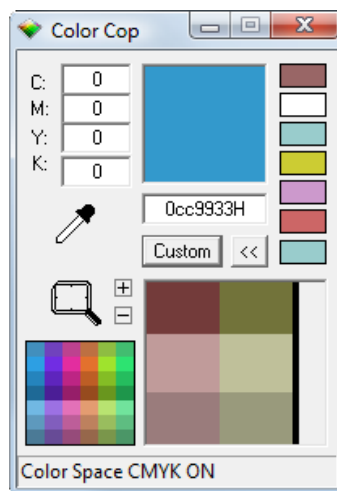 Color Cop
C: 0
M: 0
Y: 0
K: 0
0cc9933H
Custom <<
Color Space CMYK ON